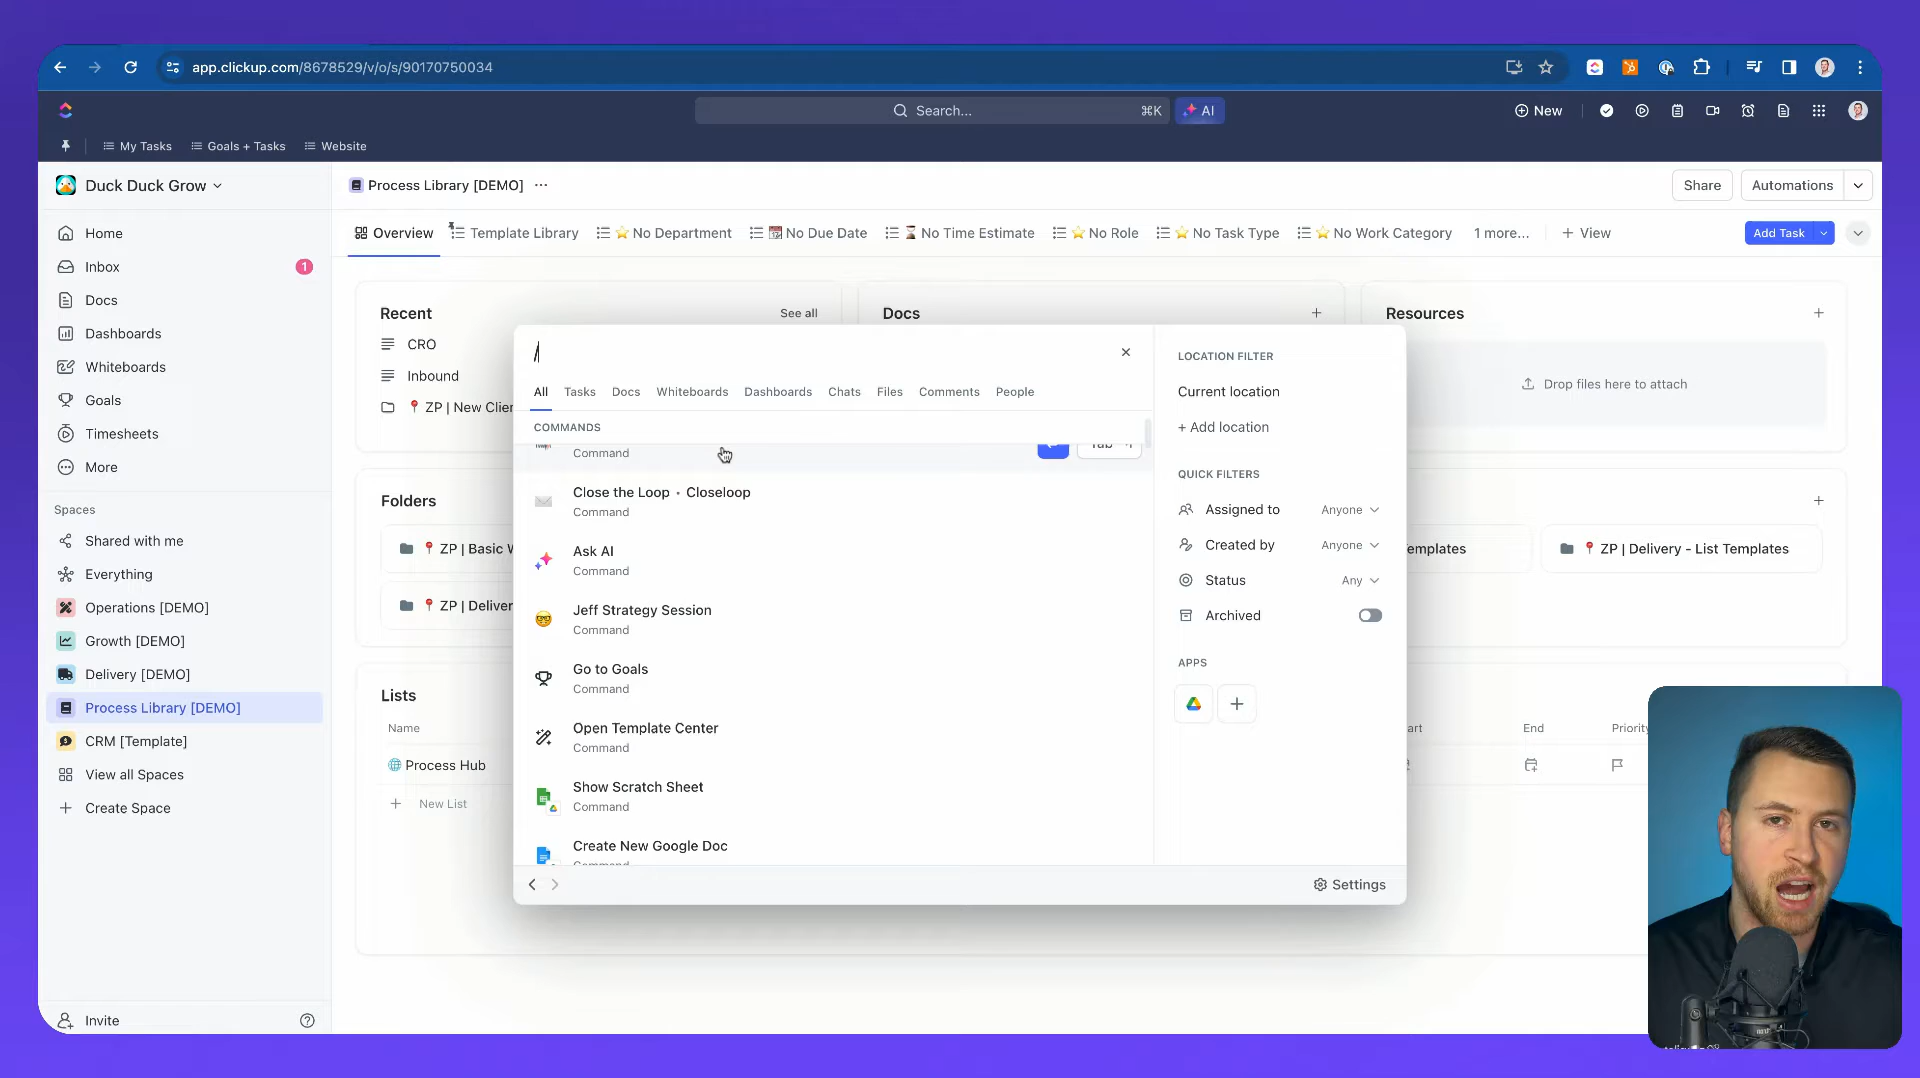 app.clickup.com/8678529/v/o/s/90170750034
Search... ⌘K AI
New
My Tasks Goals + Tasks Website
Duck Duck Grow
Process Library [DEMO] ...
Share Automations
Home
Inbox 1
Docs
Dashboards
Whiteboards
Goals
Timesheets
More
Spaces
Shared with me
Everything
Operations [DEMO]
Growth [DEMO]
Delivery [DEMO]
Process Library [DEMO]
CRM [Template]
View all Spaces
Create Space
Invite
Overview Template Library No Department No Due Date No Time Estimate No Role No Task Type No Work Category 1 more... + View
Add Task
Recent See all
CRO
Inbound
ZP | New Clien
Docs
Resources
Drop files here to attach
Folders
ZP | Basic W
ZP | Deliver
emplates
ZP | Delivery - List Templates
Lists
Name
End Priority
Process Hub
New List
/
All Tasks Docs Whiteboards Dashboards Chats Files Comments People
COMMANDS
Command
Tab
Close the Loop • Closeloop
Command
Ask AI
Command
Jeff Strategy Session
Command
Go to Goals
Command
Open Template Center
Command
Show Scratch Sheet
Command
Create New Google Doc
Command
LOCATION FILTER
Current location
+ Add location
QUICK FILTERS
Assigned to Anyone
Created by Anyone
Status Any
Archived
APPS
Settings